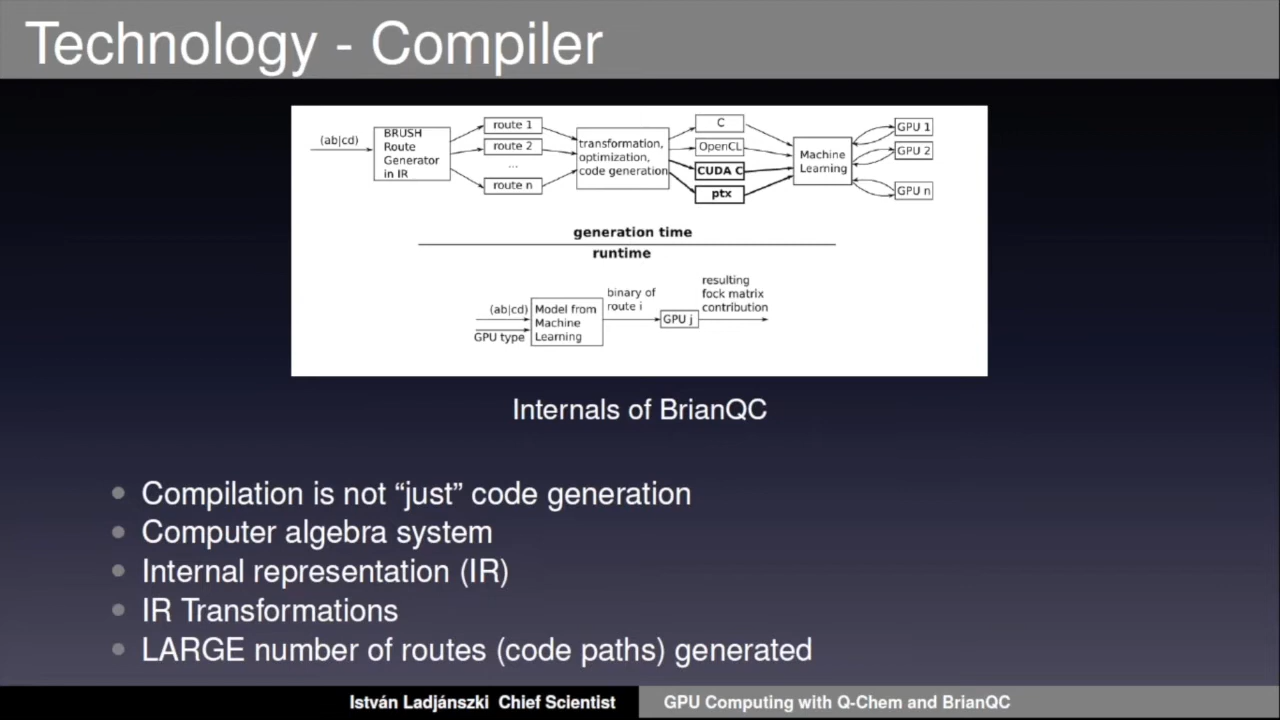 Technology - Compiler
(ab|cd)
BRUSH
Route
Generator
in IR
route 1
route 2
...
route n
transformation,
optimization,
code generation
C
OpenCL
CUDA C
ptx
Machine
Learning
GPU 1
GPU 2
GPU n
generation time
runtime
(ab|cd)
GPU type
Model from
Machine
Learning
binary of
route i
GPU j
resulting
fock matrix
contribution
Internals of BrianQC
Compilation is not “just” code generation
Computer algebra system
Internal representation (IR)
IR Transformations
LARGE number of routes (code paths) generated
István Ladjánszki Chief Scientist
GPU Computing with Q-Chem and BrianQC